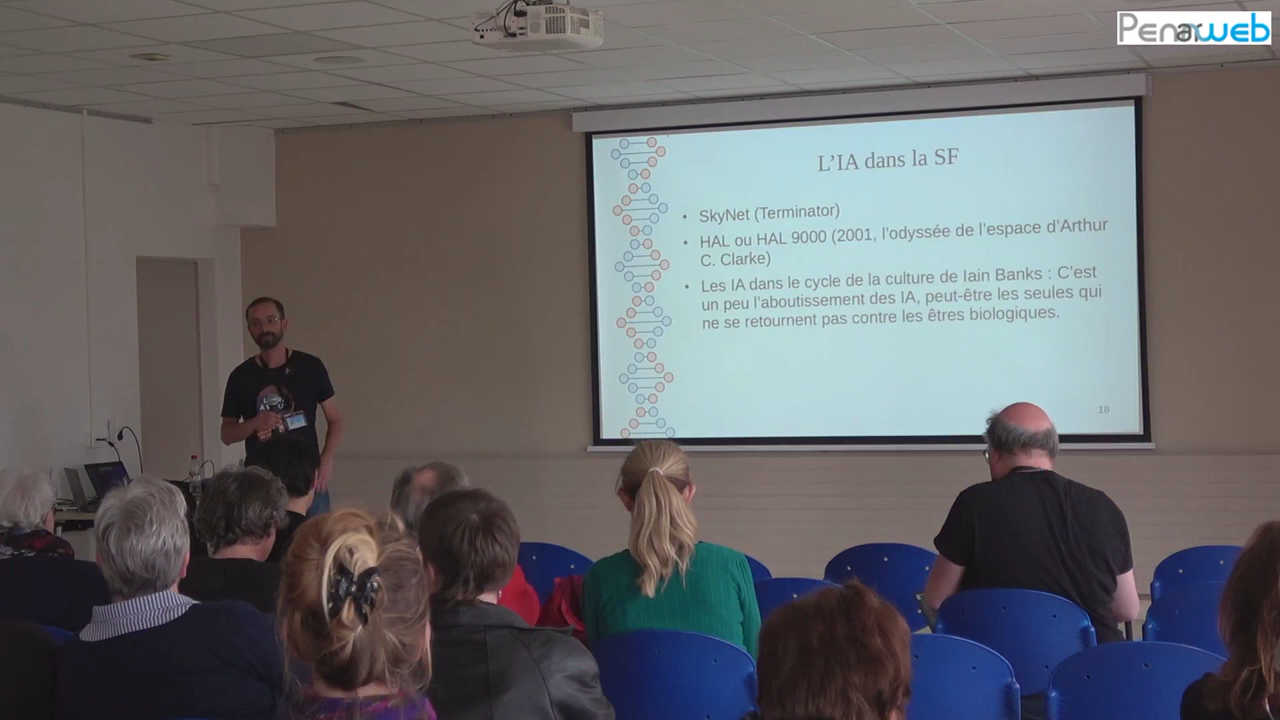 Penarweb
L'IA dans la SF
• SkyNet (Terminator)
• HAL ou HAL 9000 (2001, l'odyssée de l'espace d'Arthur
C. Clarke)
• Les IA dans le cycle de la culture de Iain Banks : C'est
un peu l'aboutissement des IA, peut-être les seules qui
ne se retournent pas contre les êtres biologiques.
18